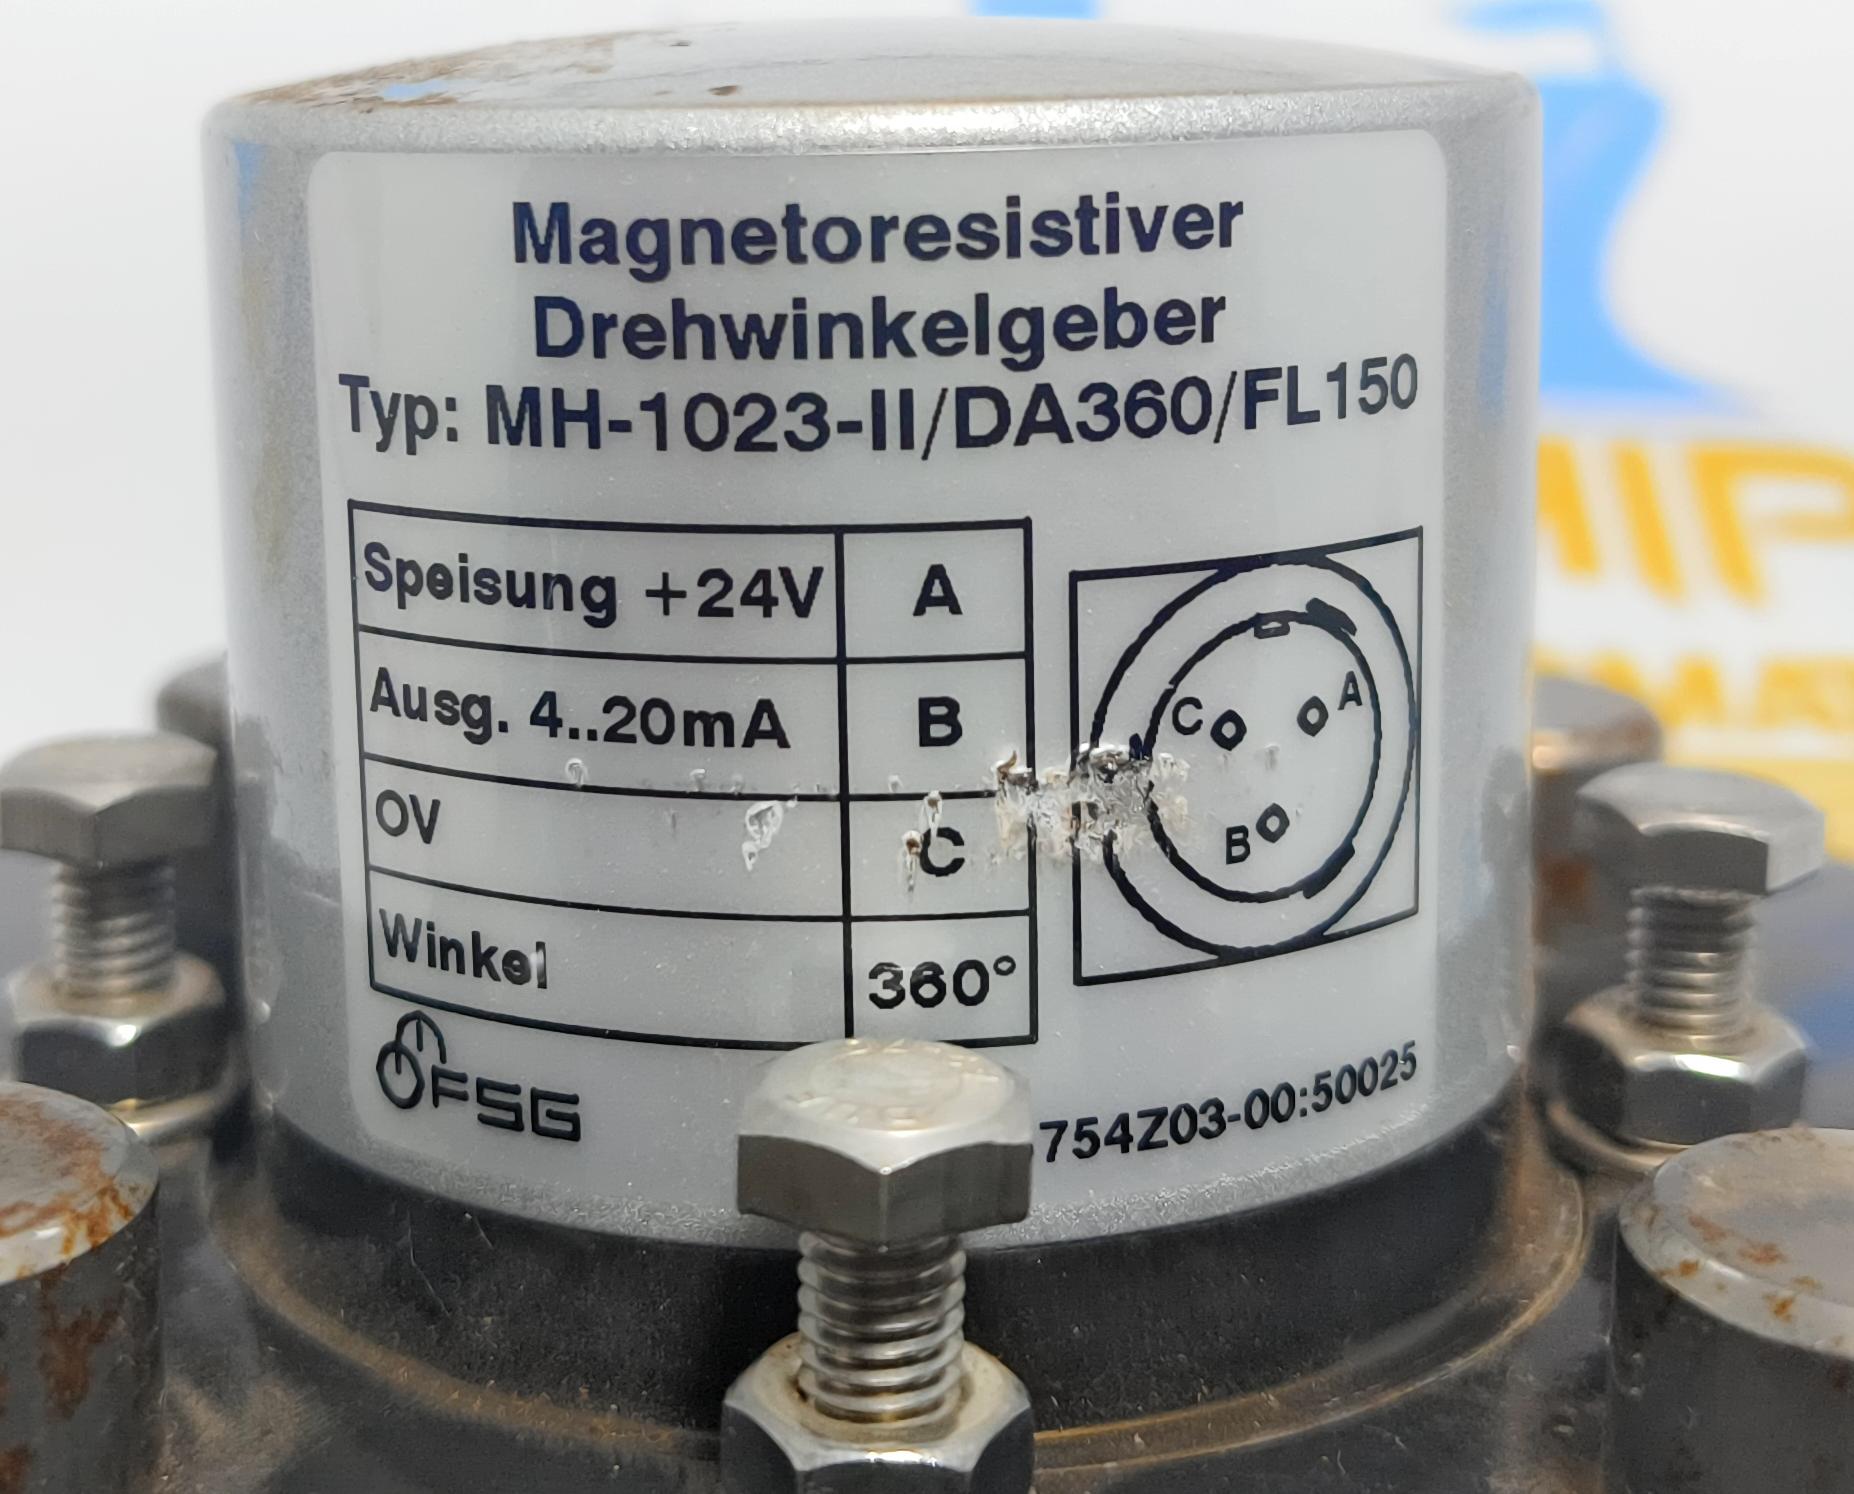 Magnetoresistiver
Drehwinkelgeber
Typ: MH-1023-II/DA360/FL150
Speisung +24V A
Ausg. 4..20mA B
OV C
Winkel 360°
C A
B
FSG
754Z03-00:50025